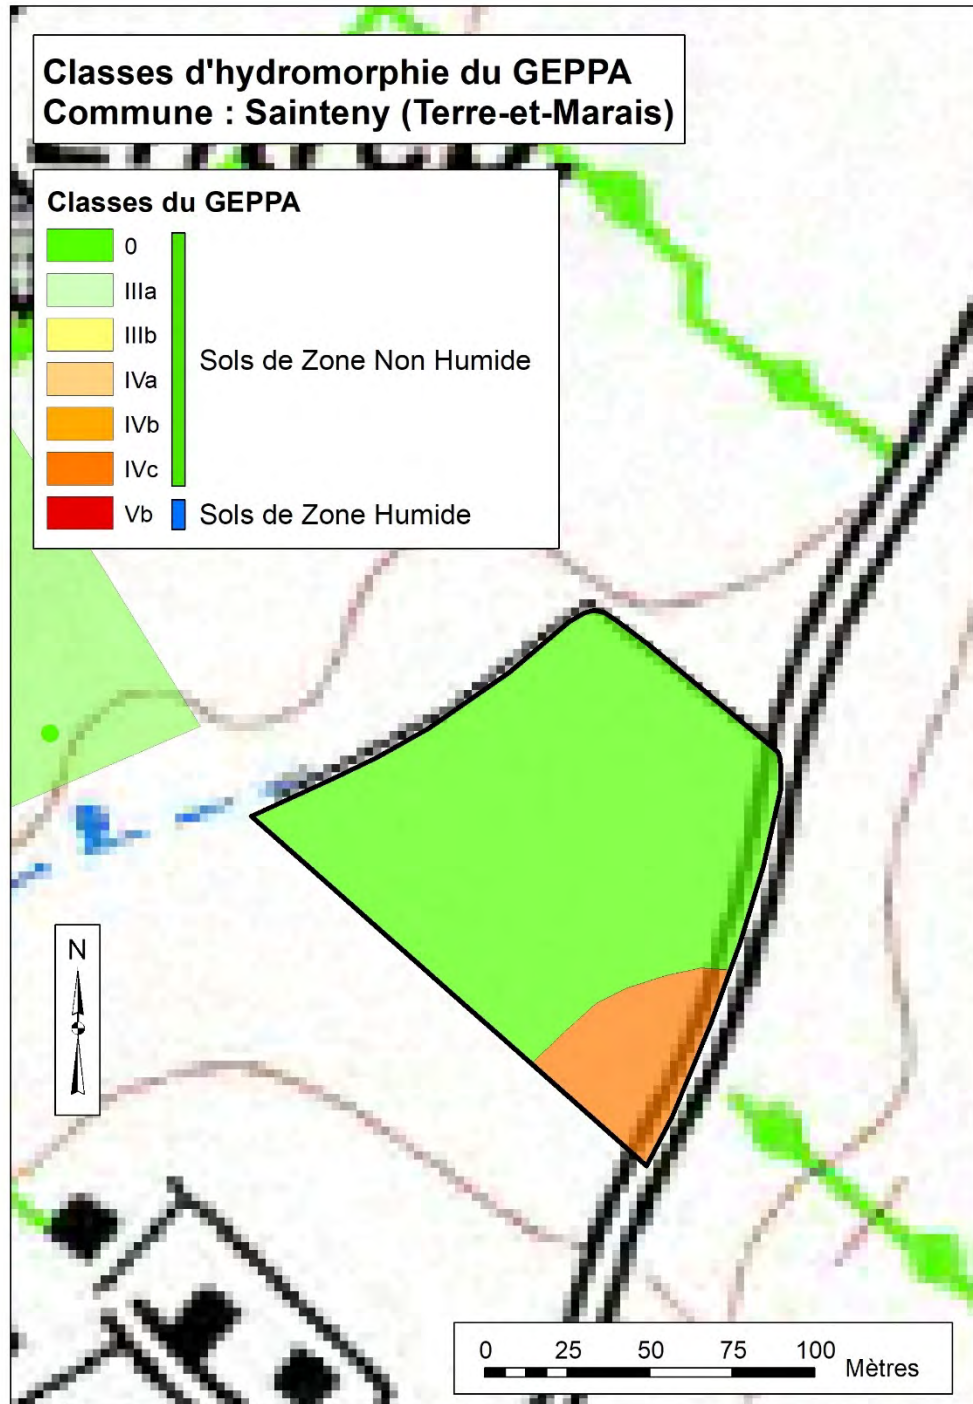 Classes d'hydromorphie du GEPPA
Commune : Sainteny (Terre-et-Marais)
Classes du GEPPA
0
IIIa
IIIb
IVa
IVb
IVc
Vb
Sols de Zone Non Humide
Sols de Zone Humide
N
0 25 50 75 100
Mètres